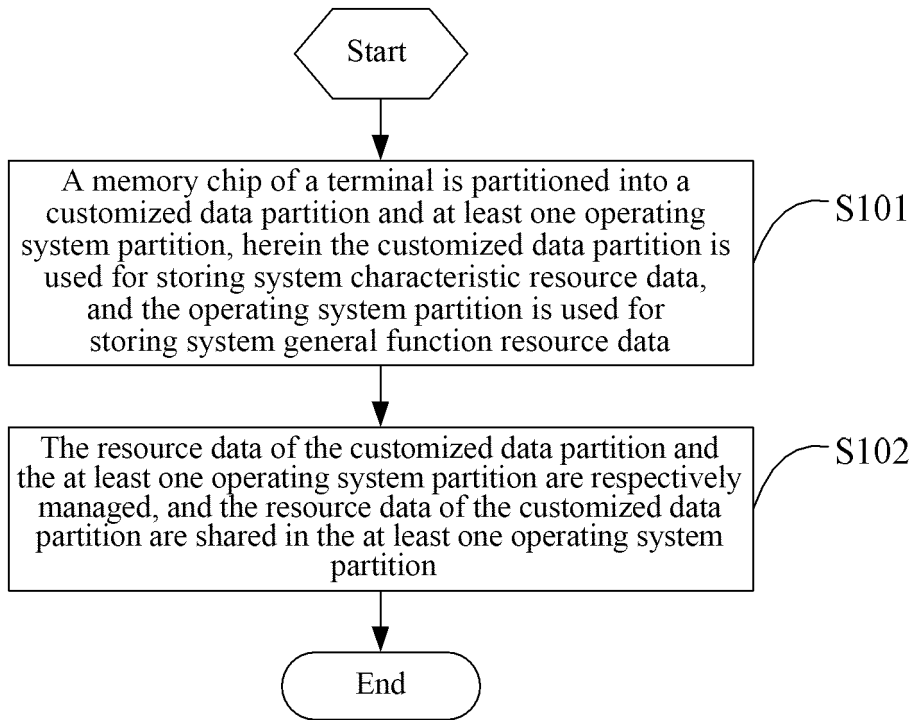 Start
A memory chip of a terminal is partitioned into a
customized data partition and at least one operating
system partition, herein the customized data partition is
used for storing system characteristic resource data,
and the operating system partition is used for
storing system general function resource data
S101
The resource data of the customized data partition and
the at least one operating system partition are respectively
managed, and the resource data of the customized data
partition are shared in the at least one operating system
partition
S102
End